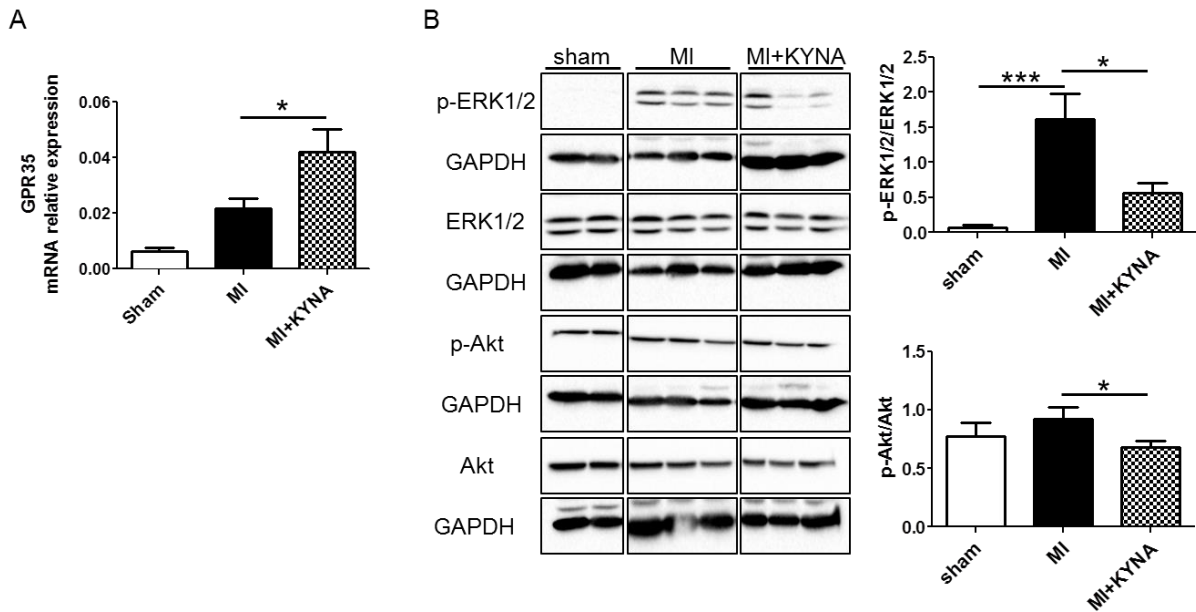 A
GPR35
mRNA relative expression
0.06
0.04
0.02
0.00
*
Sham
MI
MI+KYNA
B
sham MI MI+KYNA
p-ERK1/2
GAPDH
ERK1/2
GAPDH
p-Akt
GAPDH
Akt
GAPDH
p-ERK1/2/ERK1/2
2.0
1.5
1.0
0.5
0.0
*** *
sham
MI
MI+KYNA
p-Akt/Akt
1.5
1.0
0.5
0.0
*
sham
MI
MI+KYNA